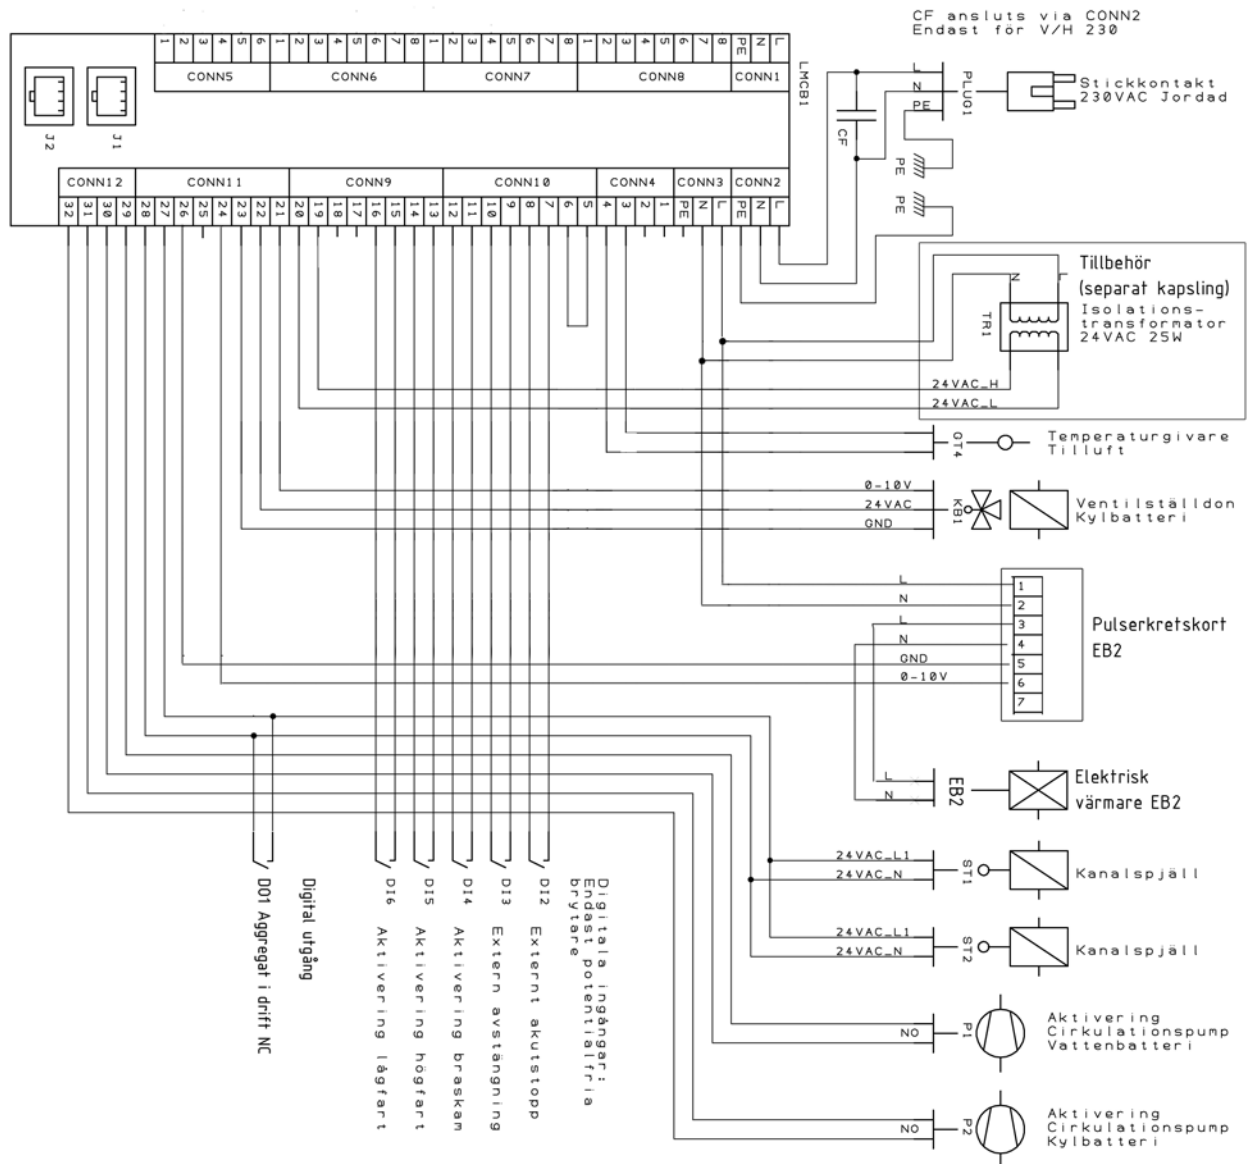 CF ansluts via CONN2
Endast för V/H 230
1 2 3 4 5 6 1 2 3 4 5 6 7 8 1 2 3 4 5 6 7 8 1 2 3 4 5 6 7 8 PE N L
CONN5 CONN6 CONN7 CONN8 CONN1
LMCB1
J2 J1
CONN12 CONN11 CONN9 CONN10 CONN4 CONN3 CONN2
32 31 30 29 28 27 26 25 24 23 22 21 20 19 18 17 16 15 14 13 12 11 10 9 8 7 6 5 4 3 2 1 PE N L PE N L
L
N
PE
PLUG1
Stickkontakt
230VAC Jordad
CF
PE
PE
Tillbehör
(separat kapsling)
Isolations-
transformator
24VAC 25W
N
L
TR1
24VAC_H
24VAC_L
GT4
Temperaturgivare
Tilluft
0-10V
24VAC
GND
KB1
Ventilställdon
Kylbatteri
L
N
L
N
GND
0-10V
1
2
3
4
5
6
7
Pulserkretskort
EB2
L
N
EB2
Elektrisk
värmare EB2
24VAC_L1
24VAC_N
ST1
Kanalspjäll
24VAC_L1
24VAC_N
ST2
Kanalspjäll
NO
P1
Aktivering
Cirkulationspump
Vattenbatteri
NO
P2
Aktivering
Cirkulationspump
Kylbatteri
Digitala ingångar:
Endast potentialfria
brytare
DI2 Externt akutstopp
DI3 Extern avstängning
DI4 Aktivering braskam
DI5 Aktivering högfart
DI6 Aktivering lågfart
Digital utgång
DO1 Aggregat i drift NC